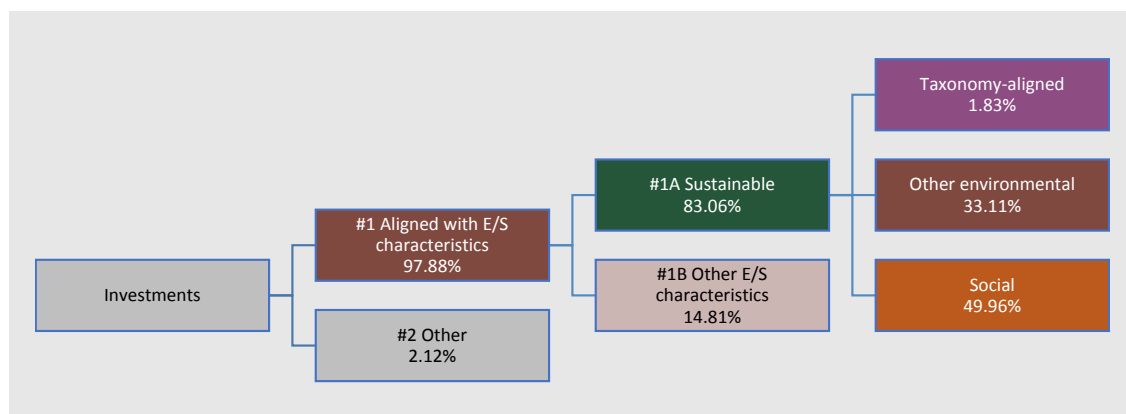 Investments
#1 Aligned with E/S
characteristics
97.88%
#2 Other
2.12%
#1A Sustainable
83.06%
#1B Other E/S
characteristics
14.81%
Taxonomy-aligned
1.83%
Other environmental
33.11%
Social
49.96%